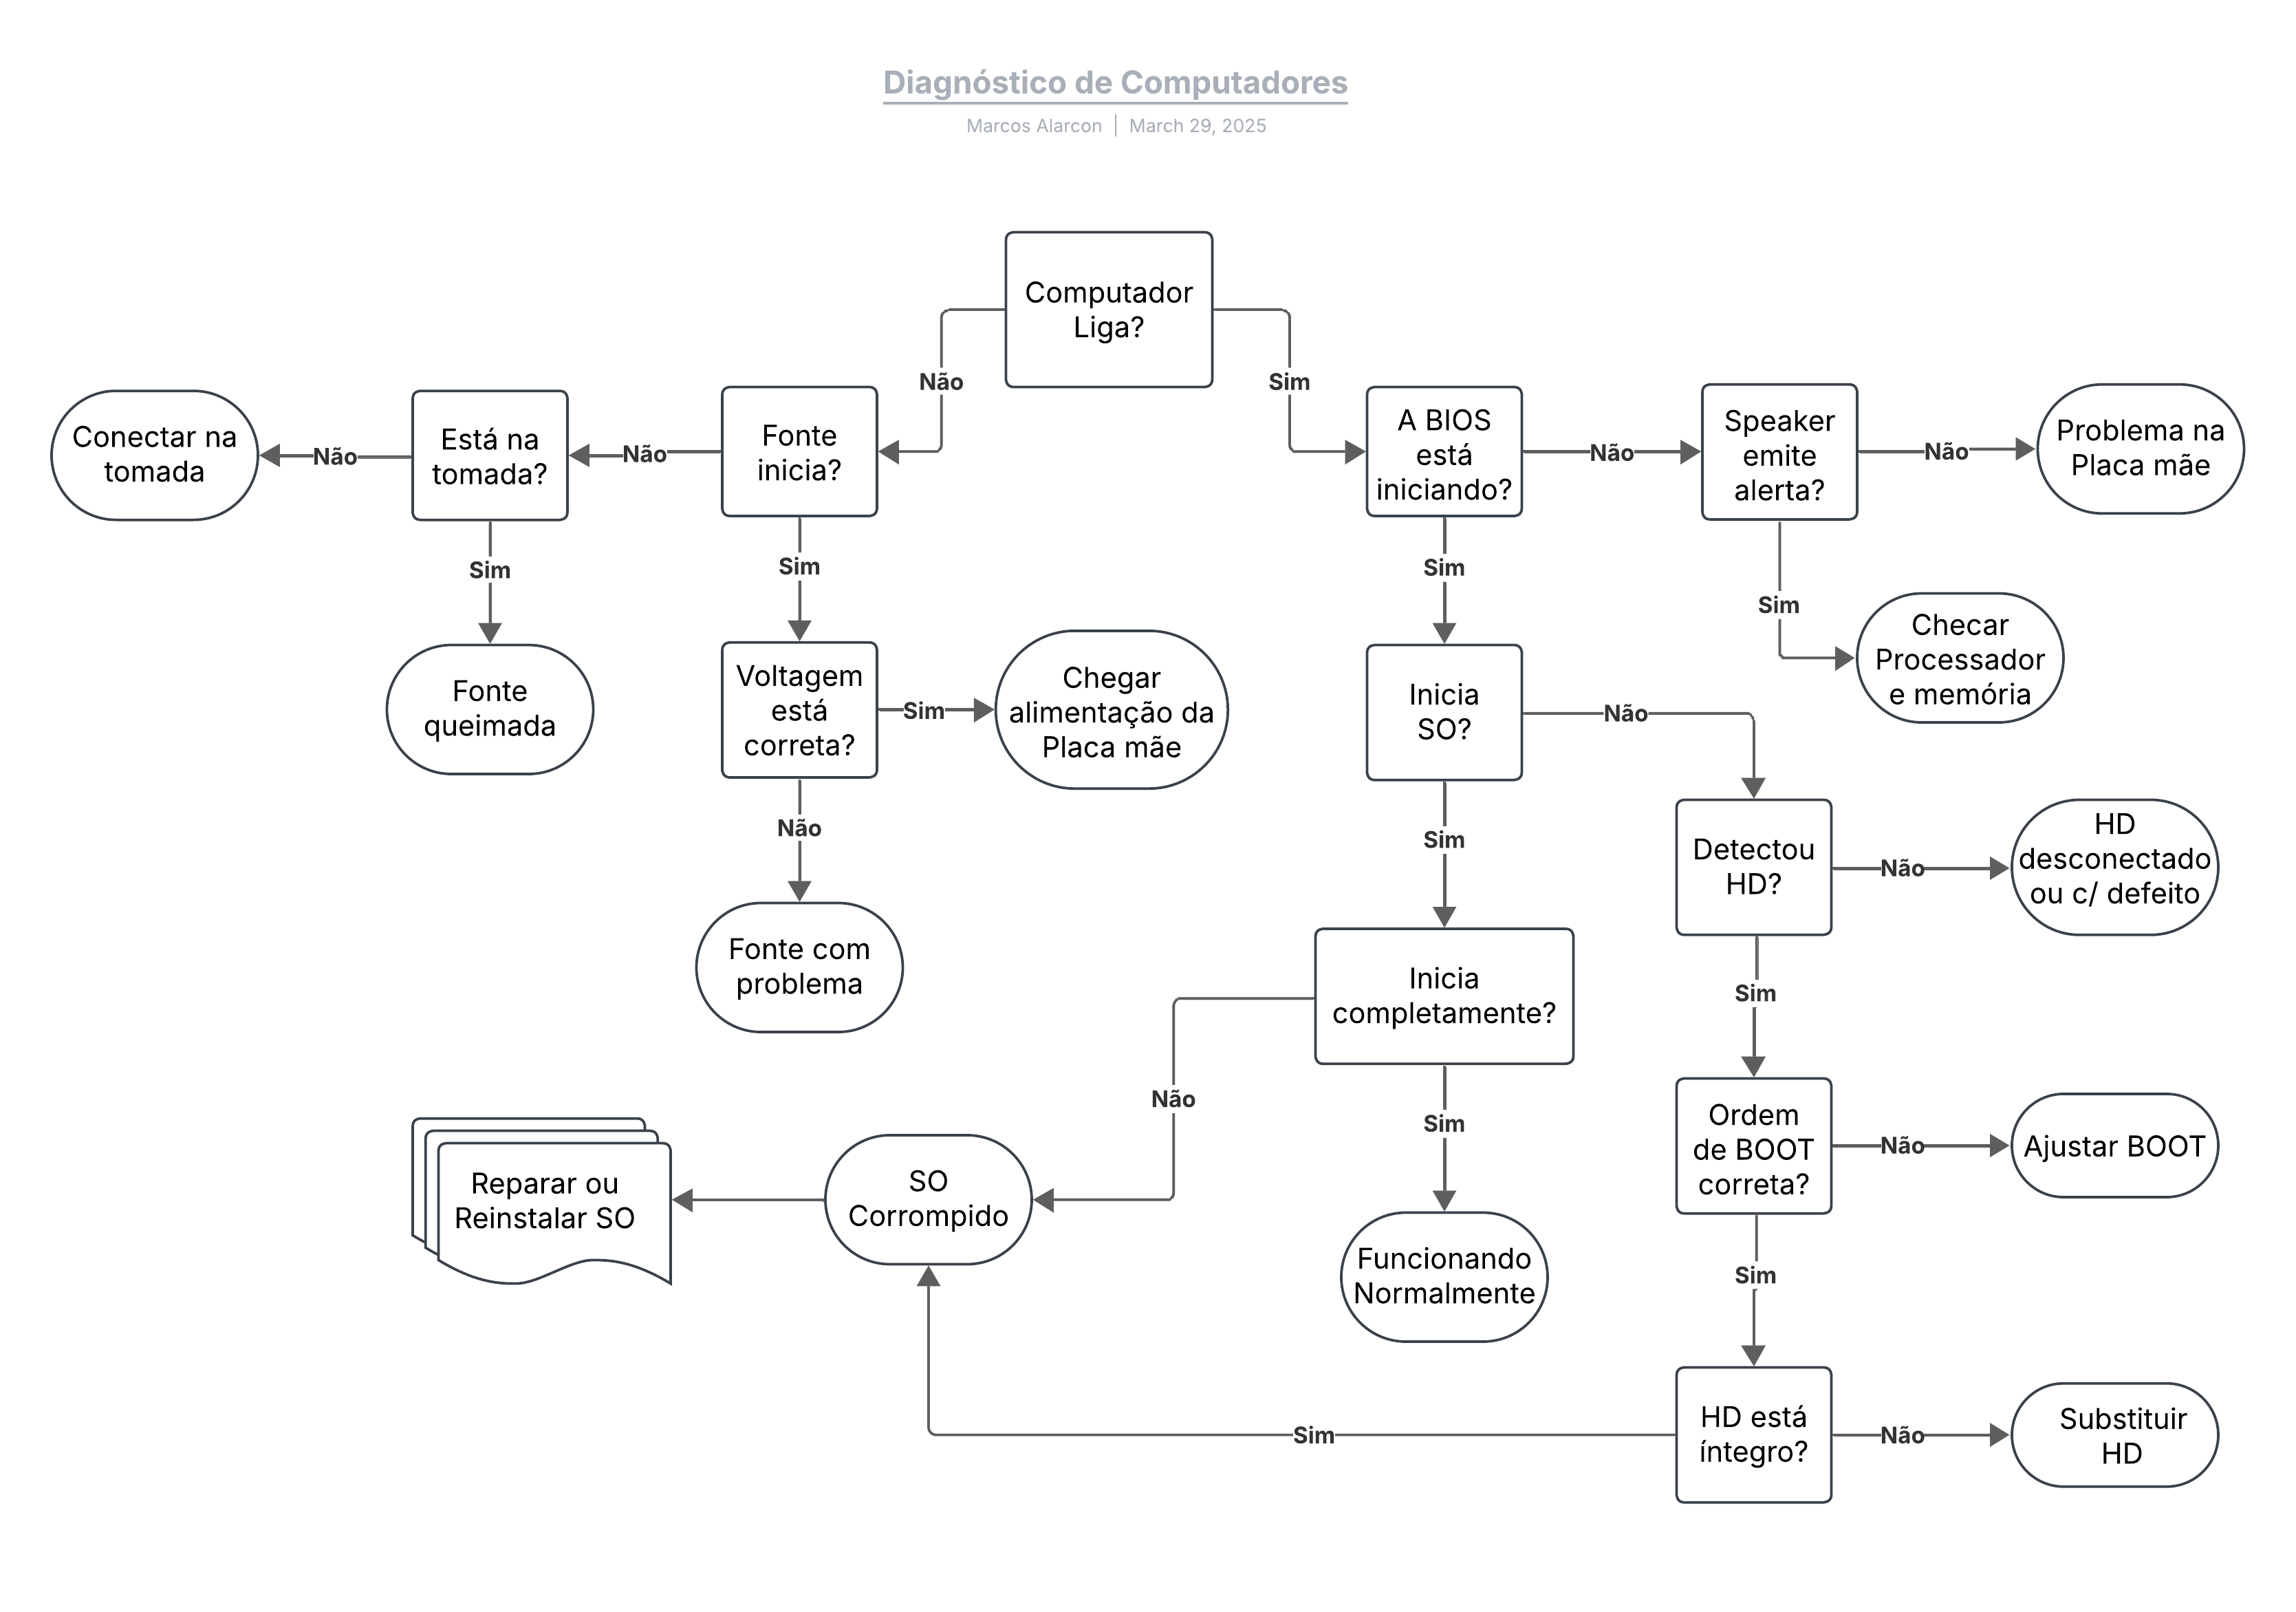 Diagnóstico de Computadores
Marcos Alarcon | March 29, 2025
Computador
Liga?
Não
Sim
Conectar na
tomada
Não
Está na
tomada?
Não
Fonte
inicia?
A BIOS
está
iniciando?
Não
Speaker
emite
alerta?
Não
Problema na
Placa mãe
Sim
Sim
Sim
Sim
Fonte
queimada
Voltagem
está
correta?
Sim
Chegar
alimentação da
Placa mãe
Inicia
SO?
Não
Checar
Processador
e memória
Não
Sim
Detectou
HD?
Não
HD
desconectado
ou c/ defeito
Fonte com
problema
Inicia
completamente?
Sim
Não
Sim
Ordem
de BOOT
correta?
Não
Ajustar BOOT
Reparar ou
Reinstalar SO
SO
Corrompido
Funcionando
Normalmente
Sim
Sim
HD está
íntegro?
Não
Substituir
HD